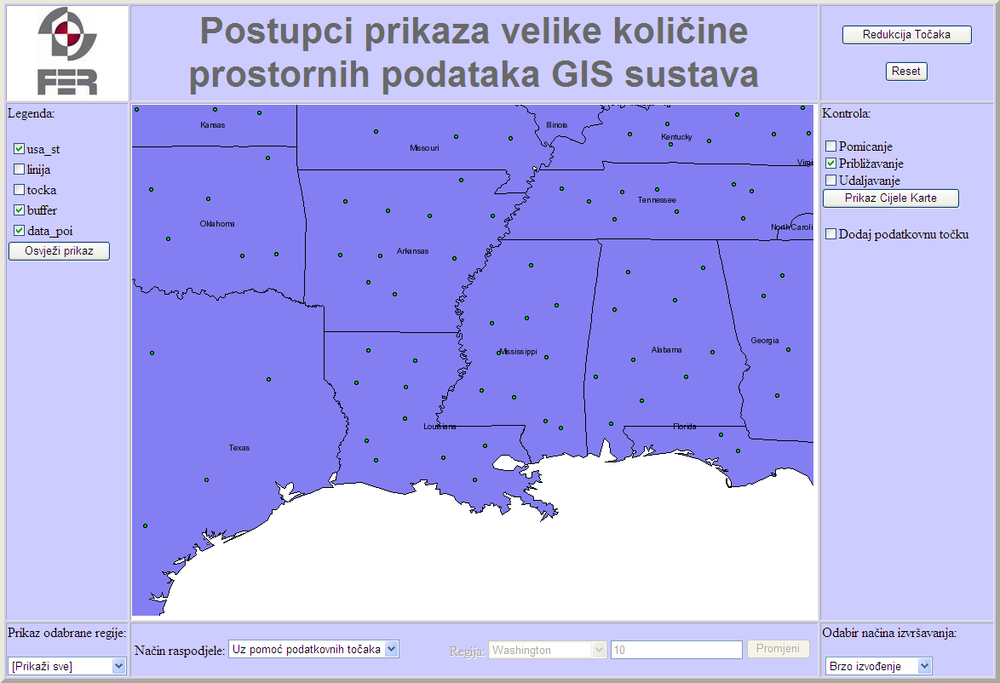 FER
Postupci prikaza velike količine
prostornih podataka GIS sustava
Redukcija Točaka
Reset
Legenda:
usa_st
linija
tocka
buffer
data_poi
Osvježi prikaz
Kansas
Missouri
Illinois
Kentucky
Virgi
Oklahoma
Arkansas
Tennessee
North Caroli
Mississippi
Alabama
Georgia
Texas
Louisiana
Florida
Kontrola:
Pomicanje
Približavanje
Udaljavanje
Prikaz Cijele Karte
Dodaj podatkovnu točku
Prikaz odabrane regije:
[Prikaži sve]
Način raspodjele: Uz pomoć podatkovnih točaka
Regija: Washington 10 Promjeni
Odabir načina izvršavanja:
Brzo izvođenje